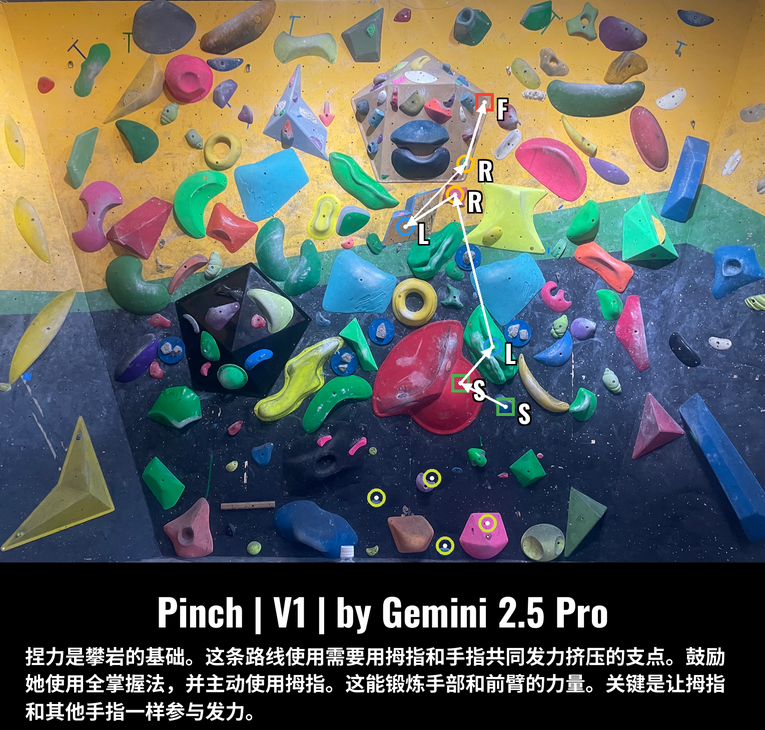 F
R
R
L
L
S
S
Pinch | V1 | by Gemini 2.5 Pro
捏力是攀岩的基础。这条路线使用需要用拇指和手指共同发力挤压的支点。鼓励
她使用全掌握法，并主动使用拇指。这能锻炼手部和前臂的力量。关键是让拇指
和其他手指一样参与发力。